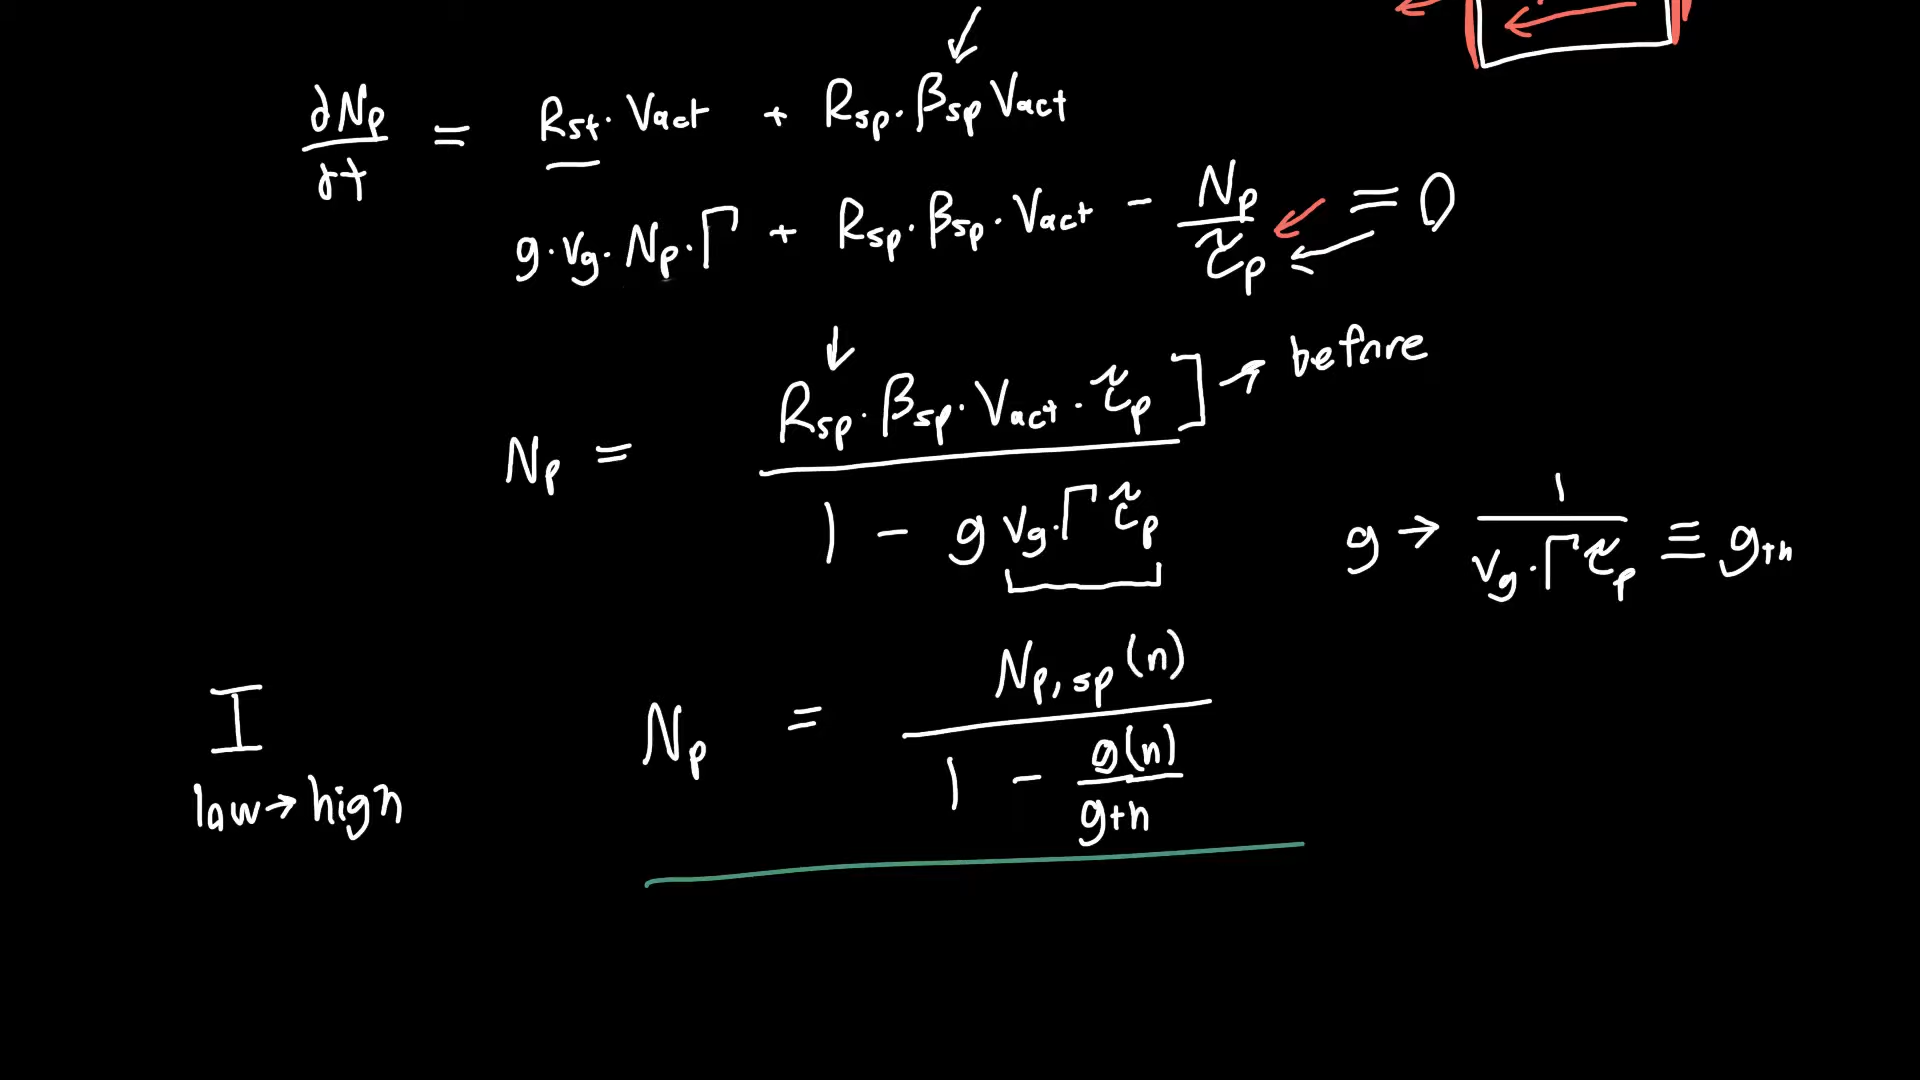 ∂Np/∂t = Rst · Vact + Rsp · βsp Vact
g · vg · Np · Γ + Rsp · βsp · Vact - Np/τp = 0
Np = Rsp · βsp · Vact · τp / (1 - g vg · Γ τp) ] → before
g → 1/(vg · Γ τp) ≡ gth
I
low → high
Np = Np,sp (n) / (1 - g(n)/gth)